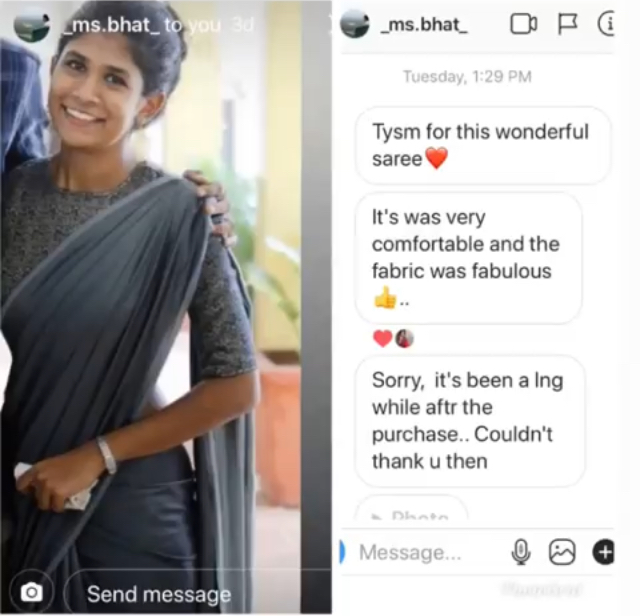 _ms.bhat_ to you 3d
Send message
_ms.bhat_
Tuesday, 1:29 PM
Tysm for this wonderful
saree❤️
It's was very
comfortable and the
fabric was fabulous
👍..
Sorry, it's been a lng
while aftr the
purchase.. Couldn't
thank u then
Photo
Message...